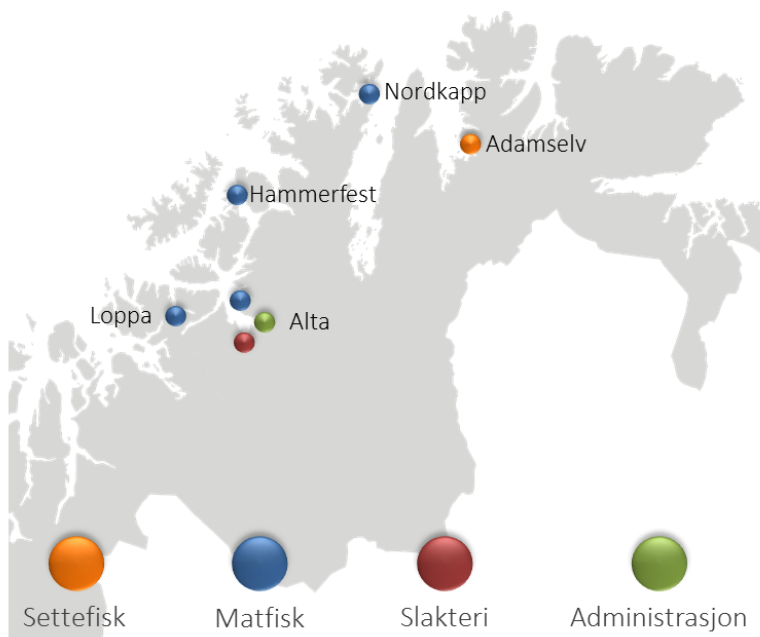 Nordkapp
Adamselv
Hammerfest
Loppa
Alta
Settefisk
Matfisk
Slakteri
Administrasjon